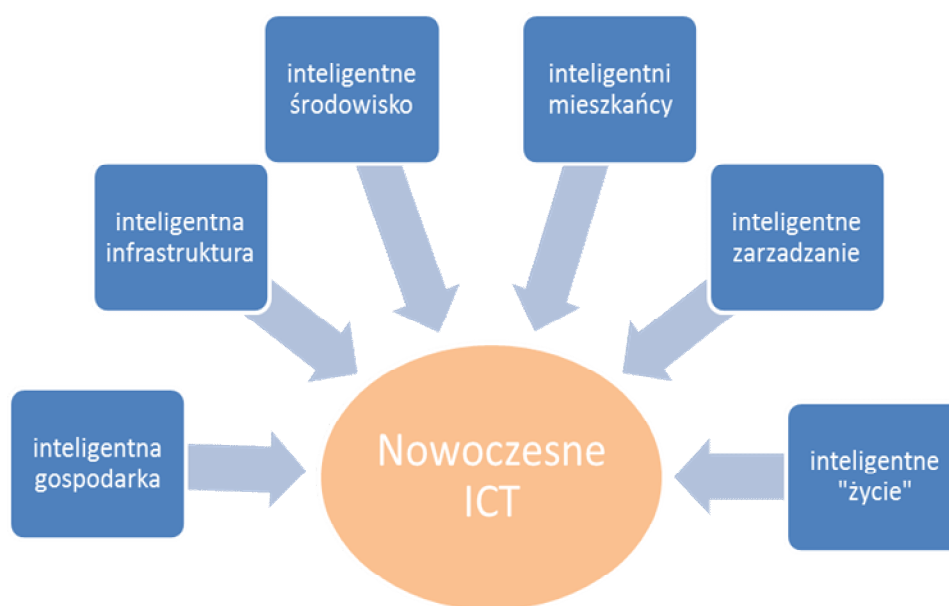 inteligentne
środowisko
inteligentni
mieszkańcy
inteligentna
infrastruktura
inteligentne
zarzadzanie
inteligentna
gospodarka
Nowoczesne
ICT
inteligentne
"życie"